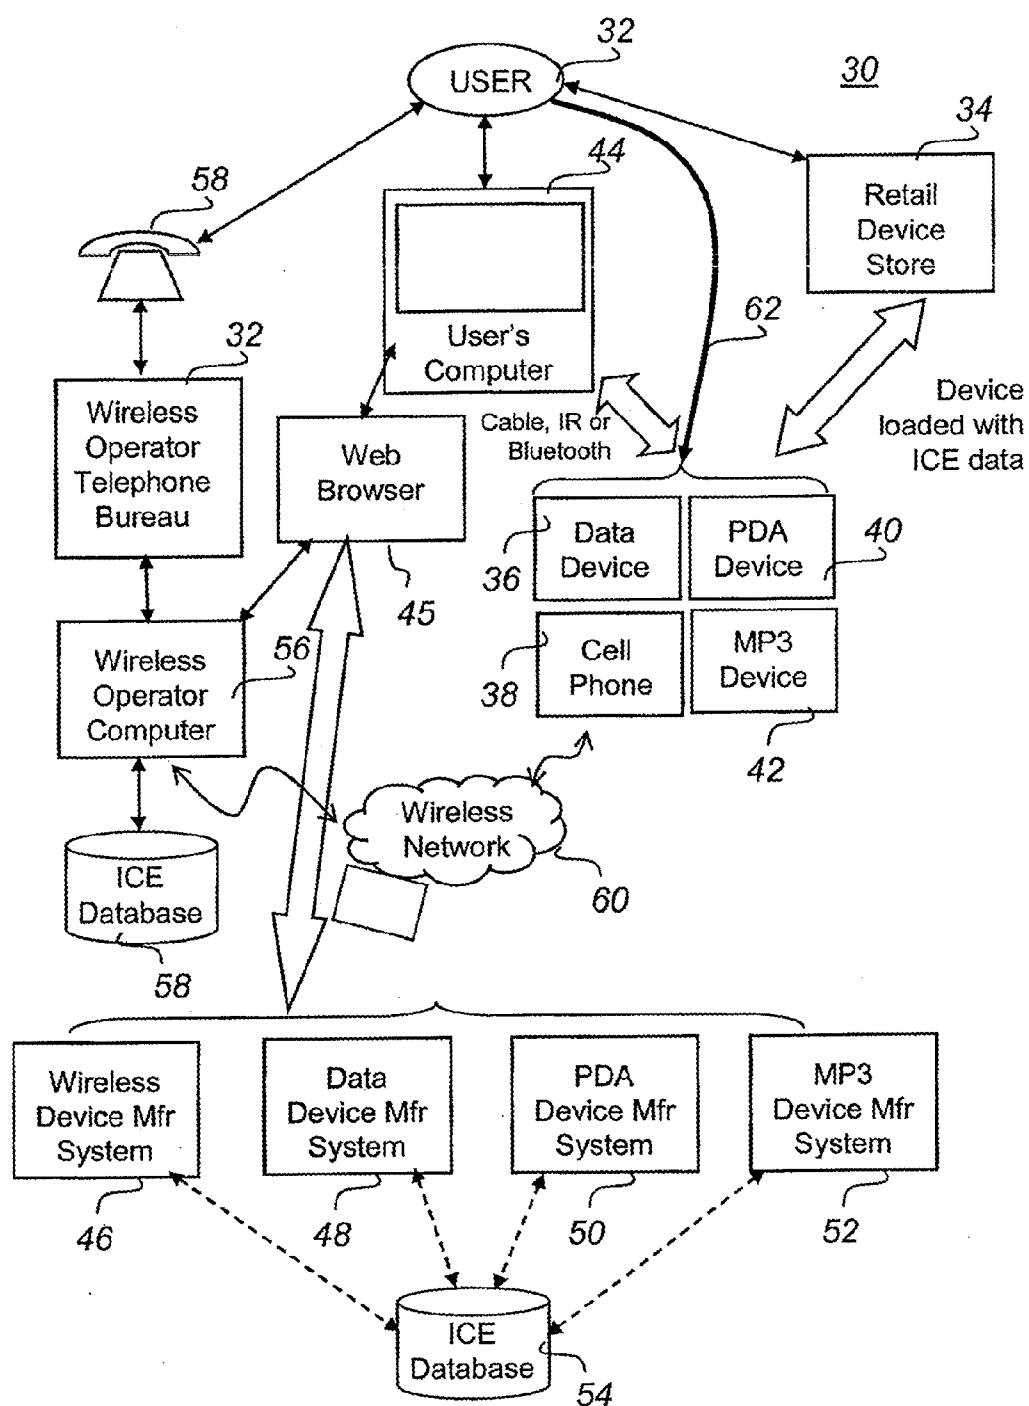 32
USER
30
34
44
58
Retail
Device
Store
User's
Computer
62
32
Wireless
Operator
Telephone
Bureau
Cable, IR or
Bluetooth
Device
loaded with
ICE data
Web
Browser
45
36
Data
Device
PDA
Device
40
38
Cell
Phone
MP3
Device
42
Wireless
Operator
Computer
56
Wireless
Network
60
ICE
Database
58
Wireless
Device Mfr
System
46
Data
Device Mfr
System
48
PDA
Device Mfr
System
50
MP3
Device Mfr
System
52
ICE
Database
54